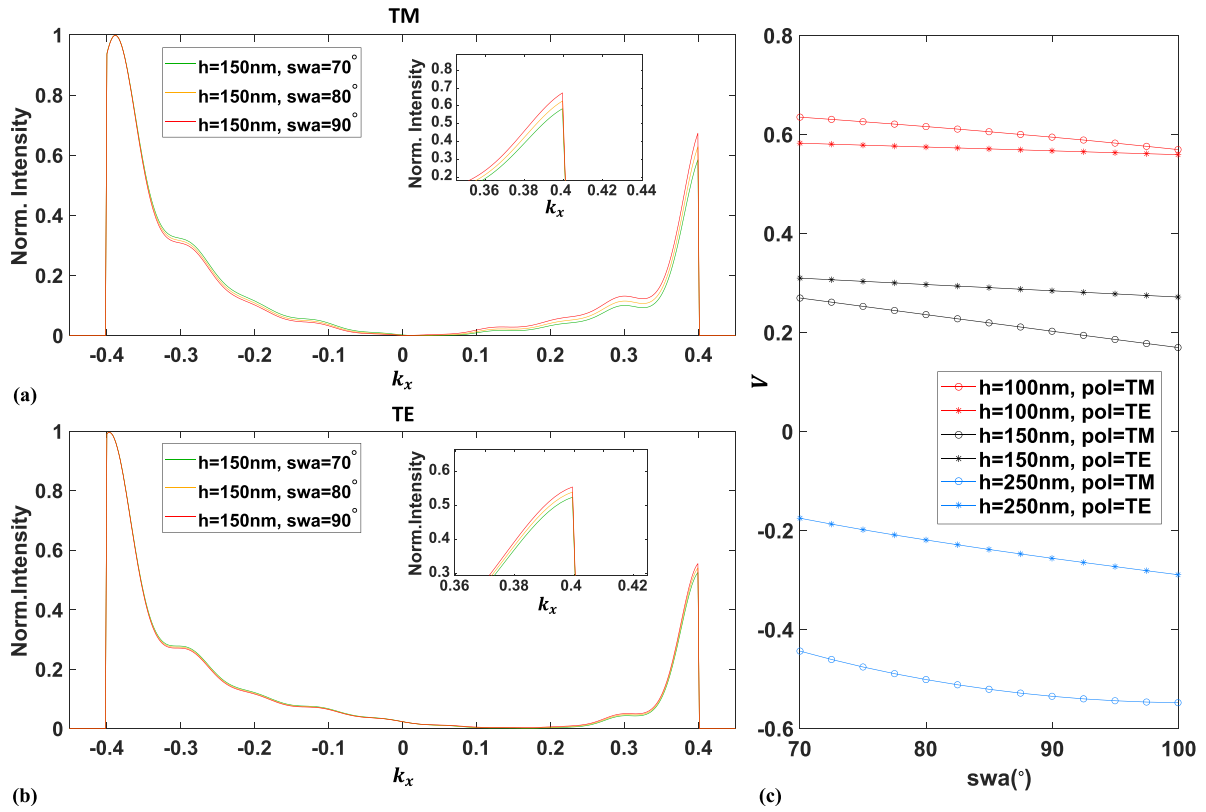 TM
Norm. Intensity
1
0.8
0.6
0.4
0.2
0
h=150nm, swa=70°
h=150nm, swa=80°
h=150nm, swa=90°
Norm. Intensity
0.8
0.7
0.6
0.5
0.4
0.3
0.2
0.36 0.38 0.4 0.42 0.44
kx
-0.4 -0.3 -0.2 -0.1 0 0.1 0.2 0.3 0.4
kx
(a)
TE
Norm.Intensity
1
0.8
0.6
0.4
0.2
0
h=150nm, swa=70°
h=150nm, swa=80°
h=150nm, swa=90°
Norm.Intensity
0.6
0.5
0.4
0.3
0.36 0.38 0.4 0.42
kx
-0.4 -0.3 -0.2 -0.1 0 0.1 0.2 0.3 0.4
kx
(b)
V
0.8
0.6
0.4
0.2
0
-0.2
-0.4
-0.6
h=100nm, pol=TM
h=100nm, pol=TE
h=150nm, pol=TM
h=150nm, pol=TE
h=250nm, pol=TM
h=250nm, pol=TE
70 80 90 100
swa(°)
(c)